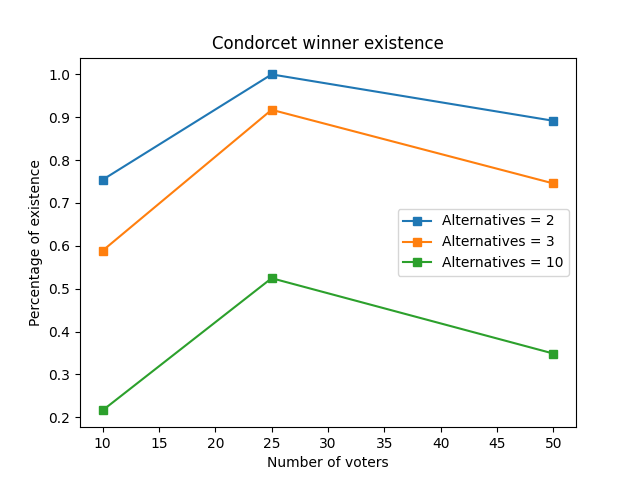 Condorcet winner existence
Percentage of existence
1.0
0.9
0.8
0.7
0.6
0.5
0.4
0.3
0.2
Alternatives = 2
Alternatives = 3
Alternatives = 10
10 15 20 25 30 35 40 45 50
Number of voters